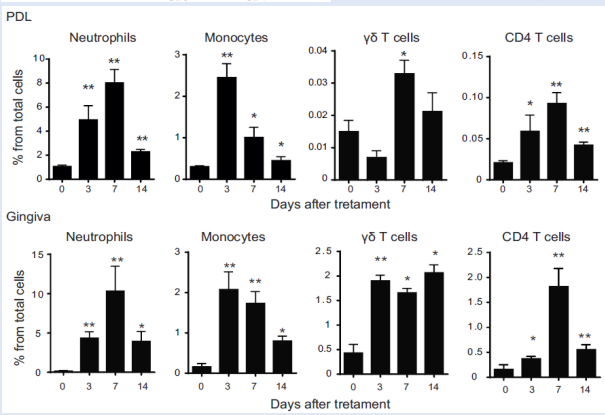 PDL
Neutrophils Monocytes γδ T cells CD4 T cells
% from total cells
10
8
6
4
2
0
** ** **
0 3 7 14
3
2
1
0
** * *
0 3 7 14
0.04
0.03
0.02
0.01
0
*
0 3 7 14
0.15
0.10
0.05
0
* ** **
0 3 7 14
Days after tretament
Gingiva
Neutrophils Monocytes γδ T cells CD4 T cells
% from total cells
15
10
5
0
** ** *
0 3 7 14
3
2
1
0
** ** *
0 3 7 14
2.5
2
1.5
1
0.5
0
** * *
0 3 7 14
2.5
2.0
1.5
1.0
0.5
0
* ** **
0 3 7 14
Days after tretament